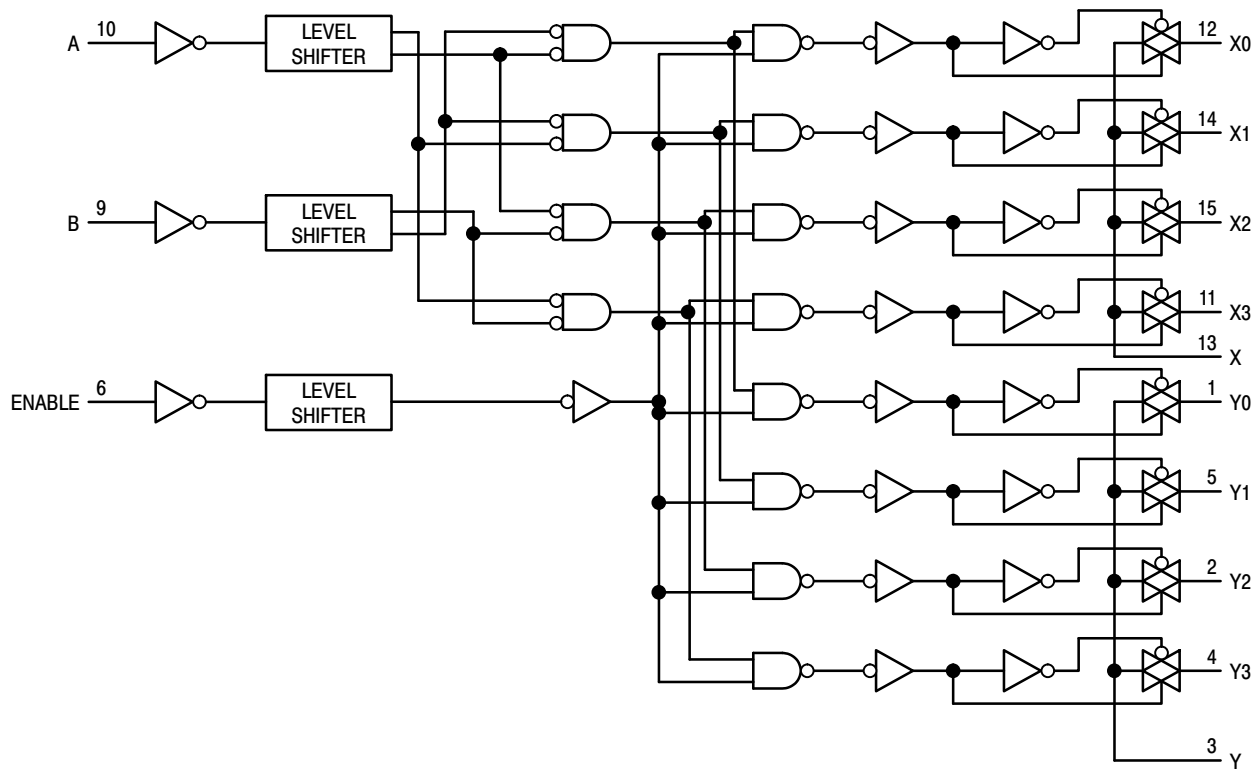 A 10 LEVEL SHIFTER 12 X0
14 X1
B 9 LEVEL SHIFTER 15 X2
11 X3
13 X
ENABLE 6 LEVEL SHIFTER 1 Y0
5 Y1
2 Y2
4 Y3
3 Y